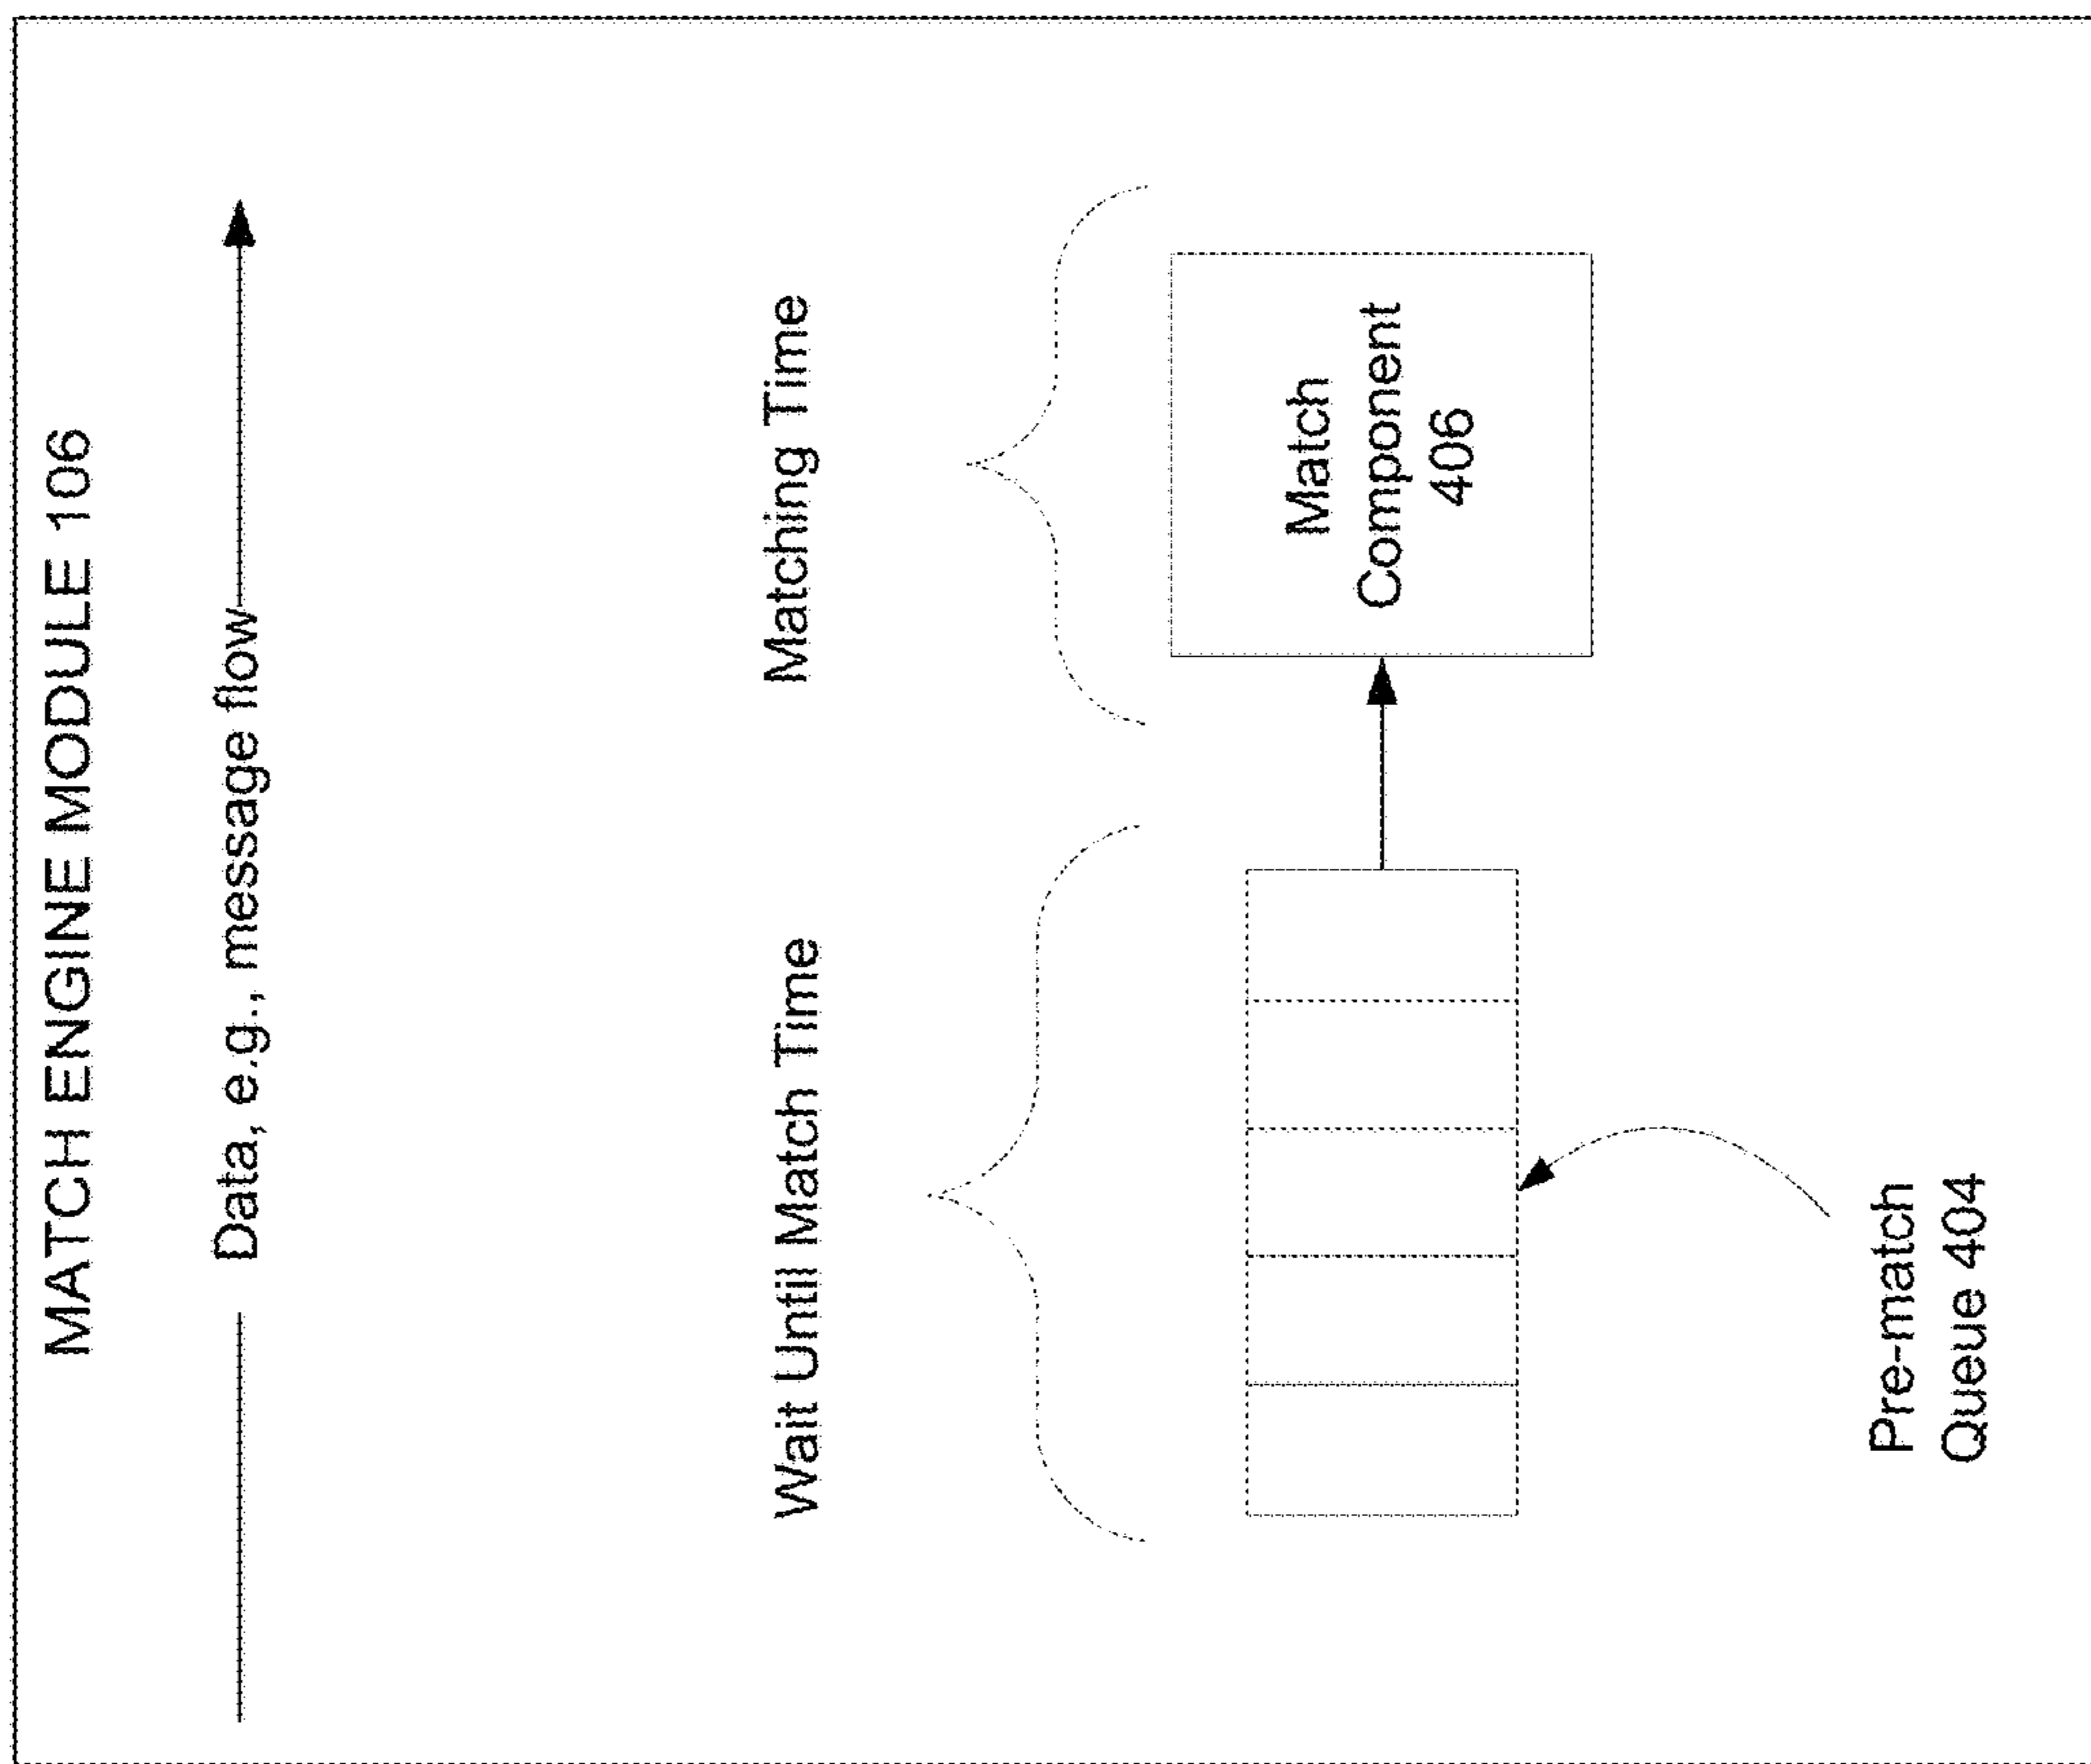 MATCH ENGINE MODULE 106
Data, e.g., message flow
Wait Until Match Time
Matching Time
Match
Component
406
Pre-match
Queue 404